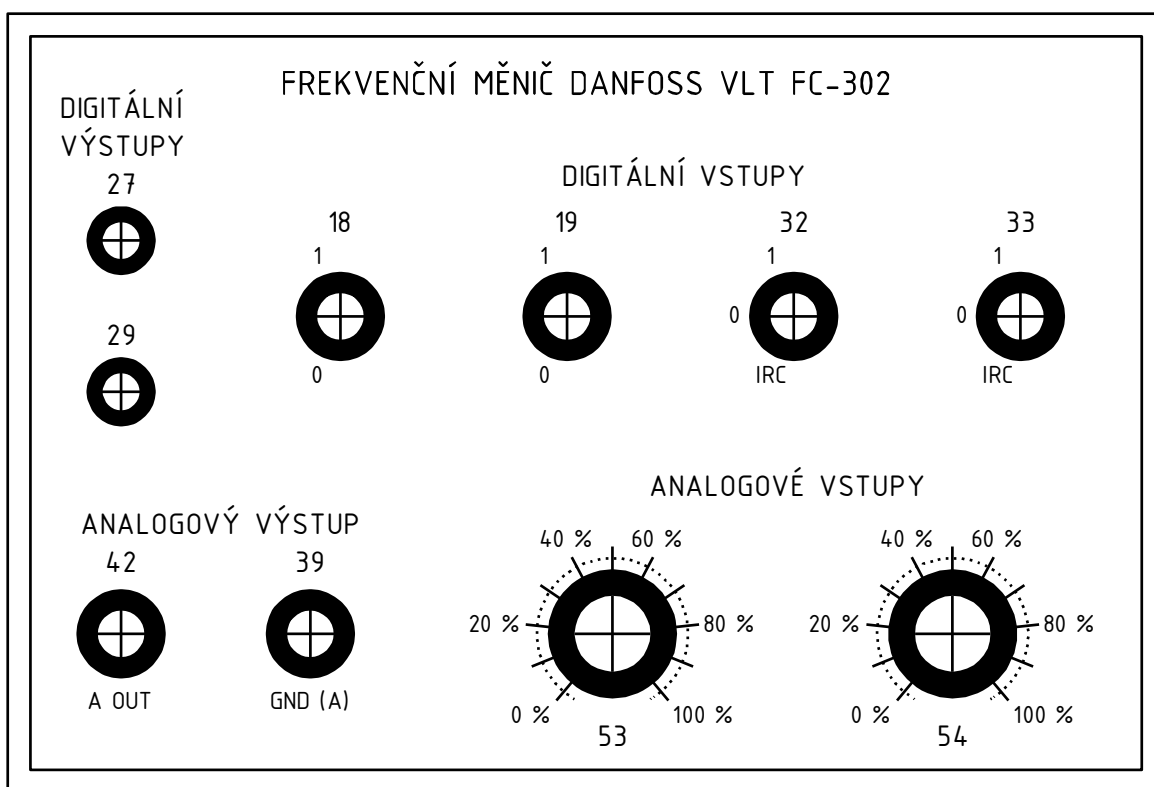 FREKVENČNÍ MĚNIČ DANFOSS VLT FC-302
DIGITÁLNÍ
VÝSTUPY
27
29
DIGITÁLNÍ VSTUPY
18 19 32 33
1 1 1 1
0 0
0 0 IRC IRC
ANALOGOVÝ VÝSTUP
42 39
A OUT GND (A)
ANALOGOVÉ VSTUPY
40 % 60 % 40 % 60 %
20 % 80 % 20 % 80 %
0 % 100 % 0 % 100 %
53 54